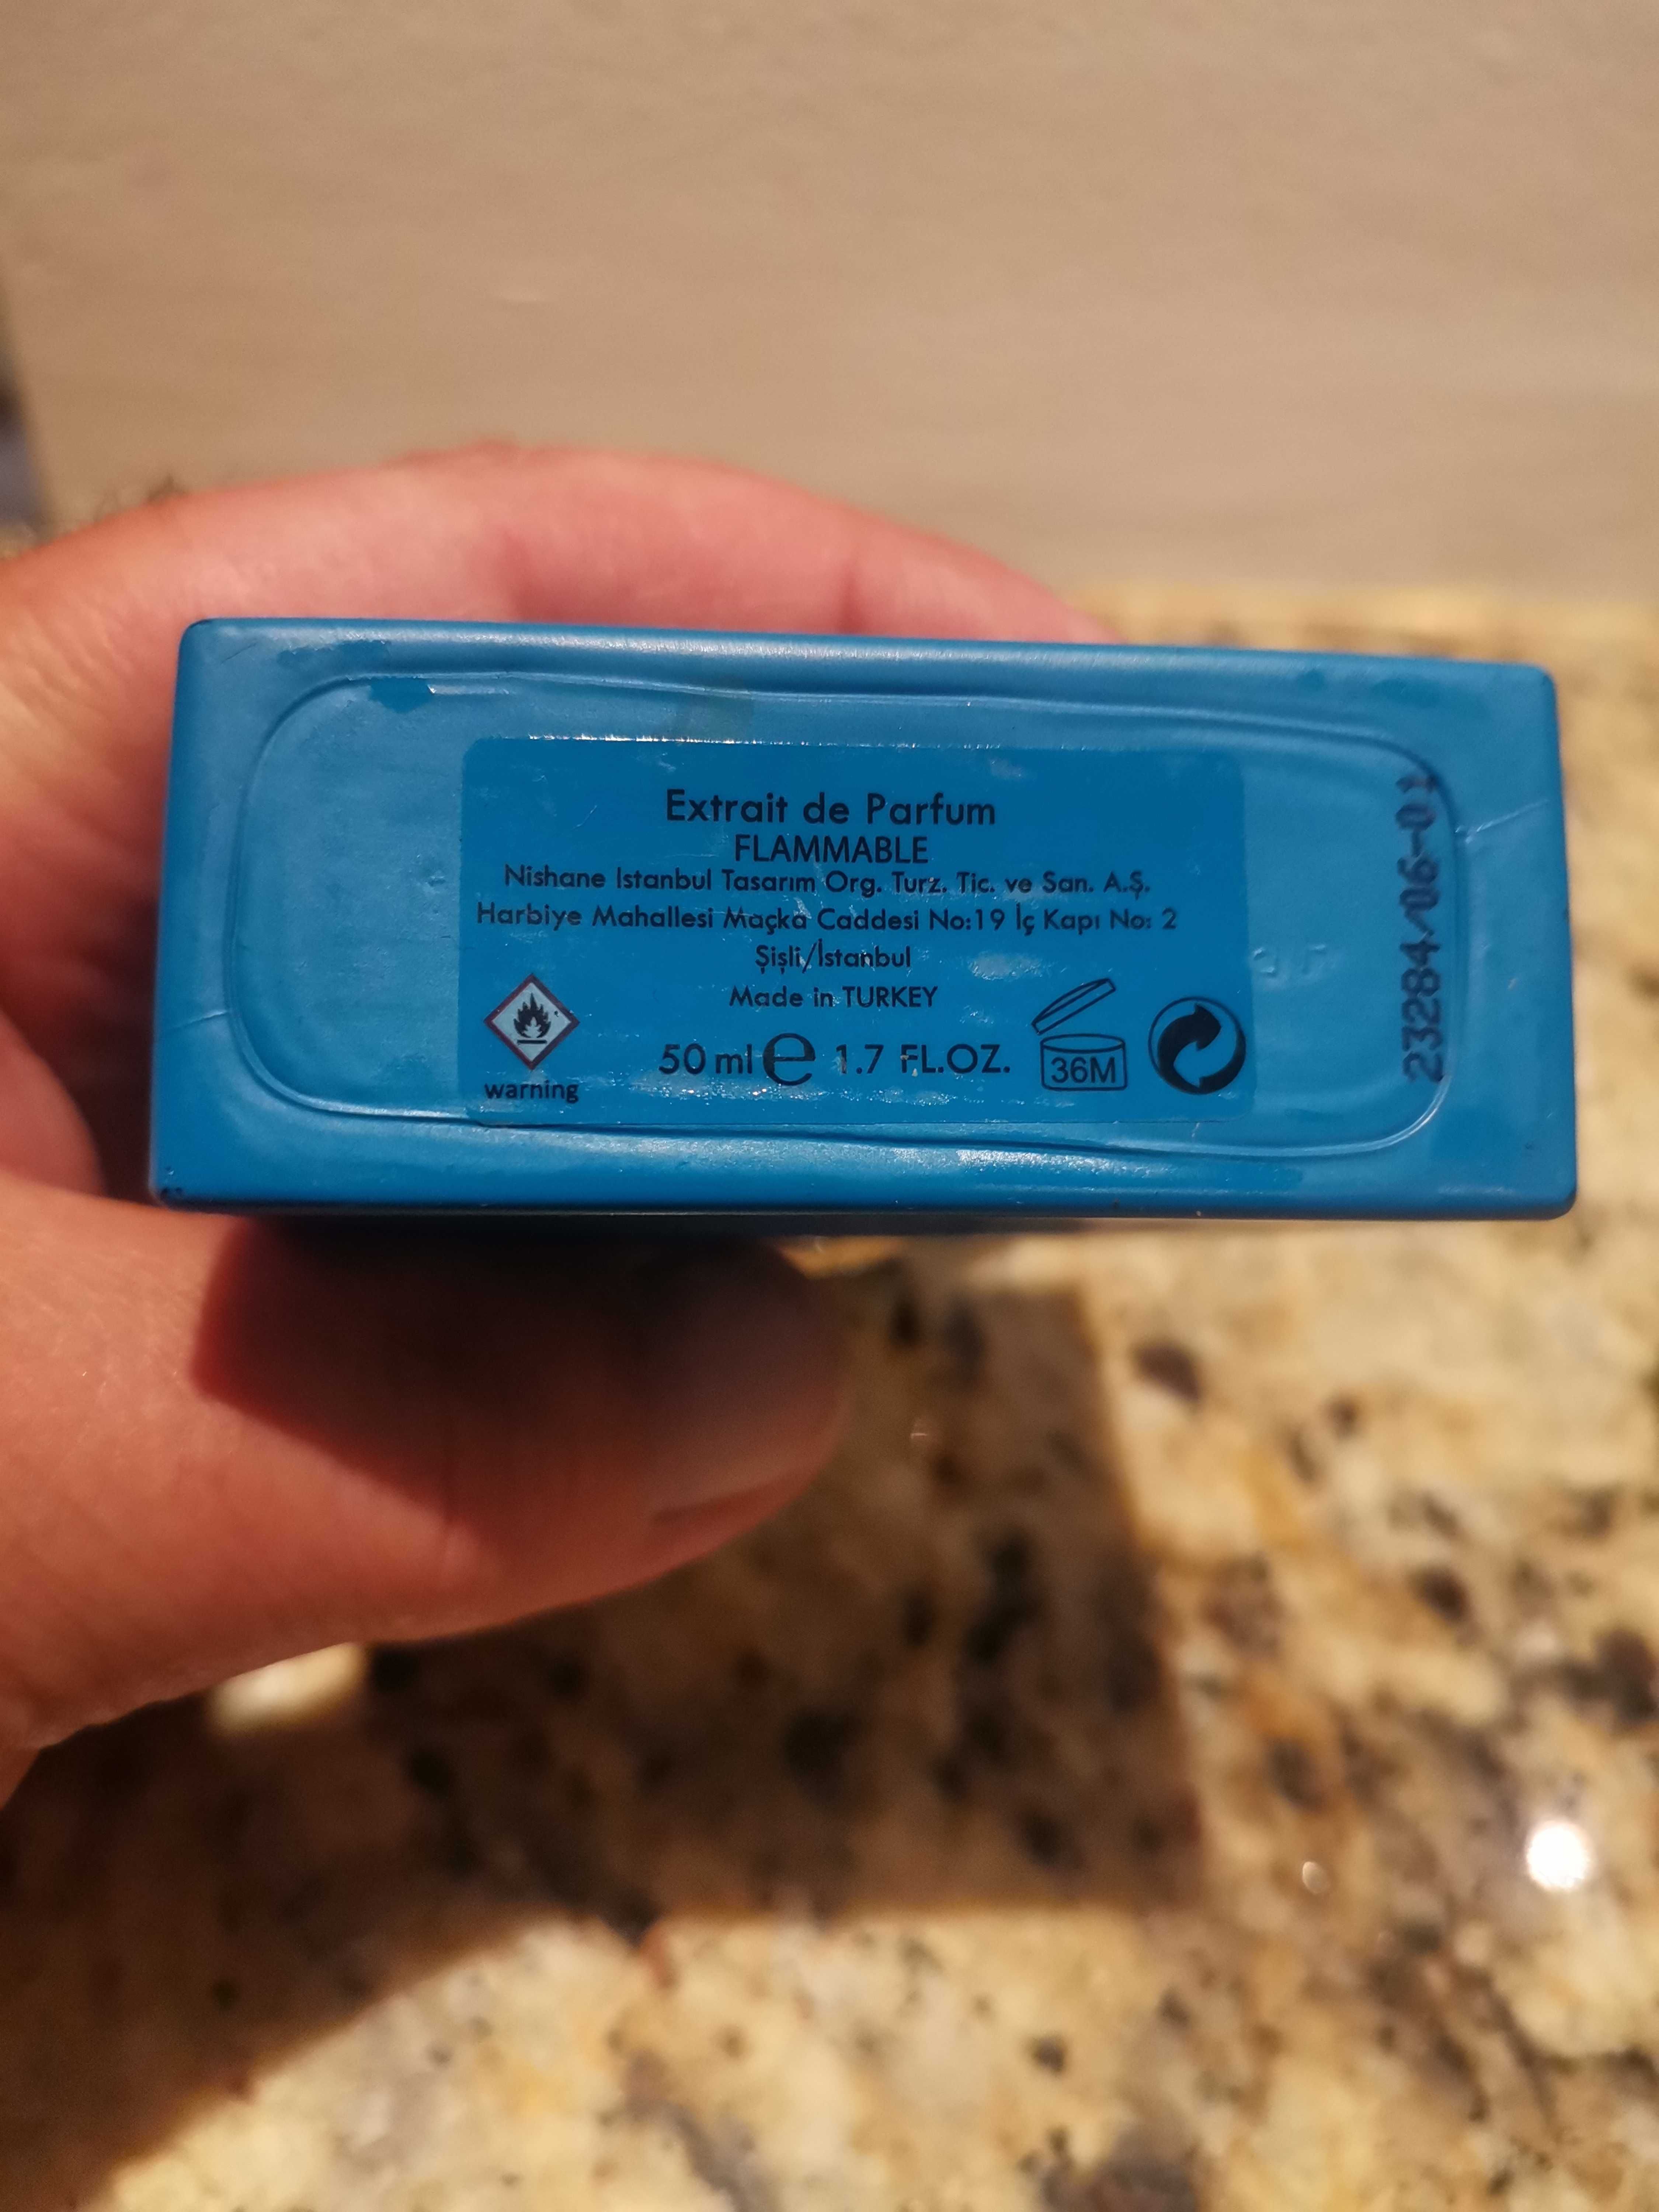 Extrait de Parfum
FLAMMABLE
Nishane Istanbul Tasarım Org. Turz. Tic. ve San. A.Ş.
Harbiye Mahallesi Maçka Caddesi No:19 İç Kapı No: 2
Şişli/İstanbul
Made in TURKEY
warning
50 ml e 1.7 FL.OZ.
36M
23284/06-01